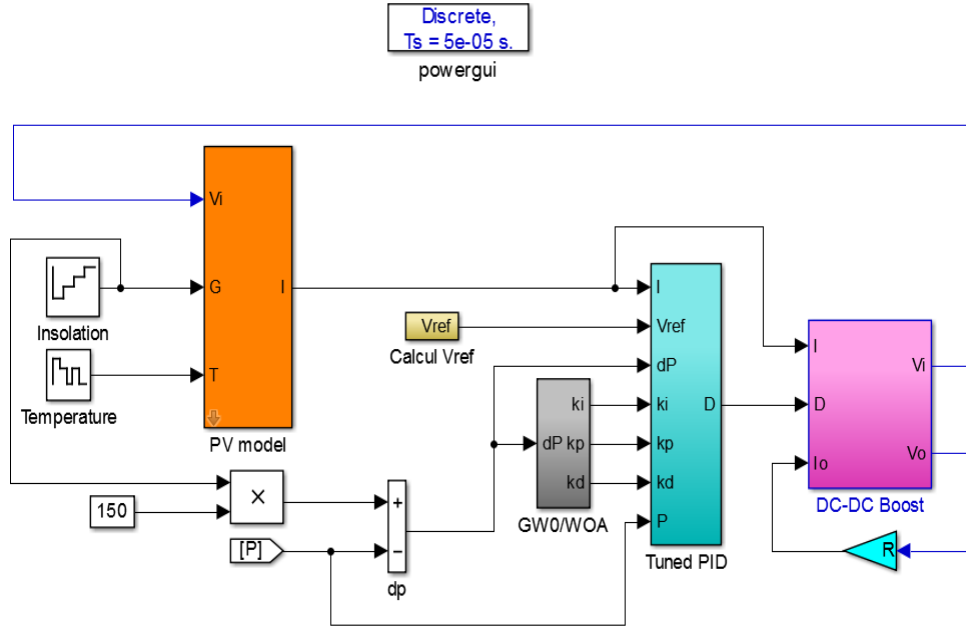 Discrete,
Ts = 5e-05 s.
powergui
Vi
G
I
T
PV model
Insolation
Temperature
Vref
Calcul Vref
150
×
[P]
+
−
dp
ki
dP kp
kd
GW0/WOA
I
Vref
dP
ki
D
kp
kd
P
Tuned PID
I
Vi
D
Vo
Io
DC-DC Boost
R